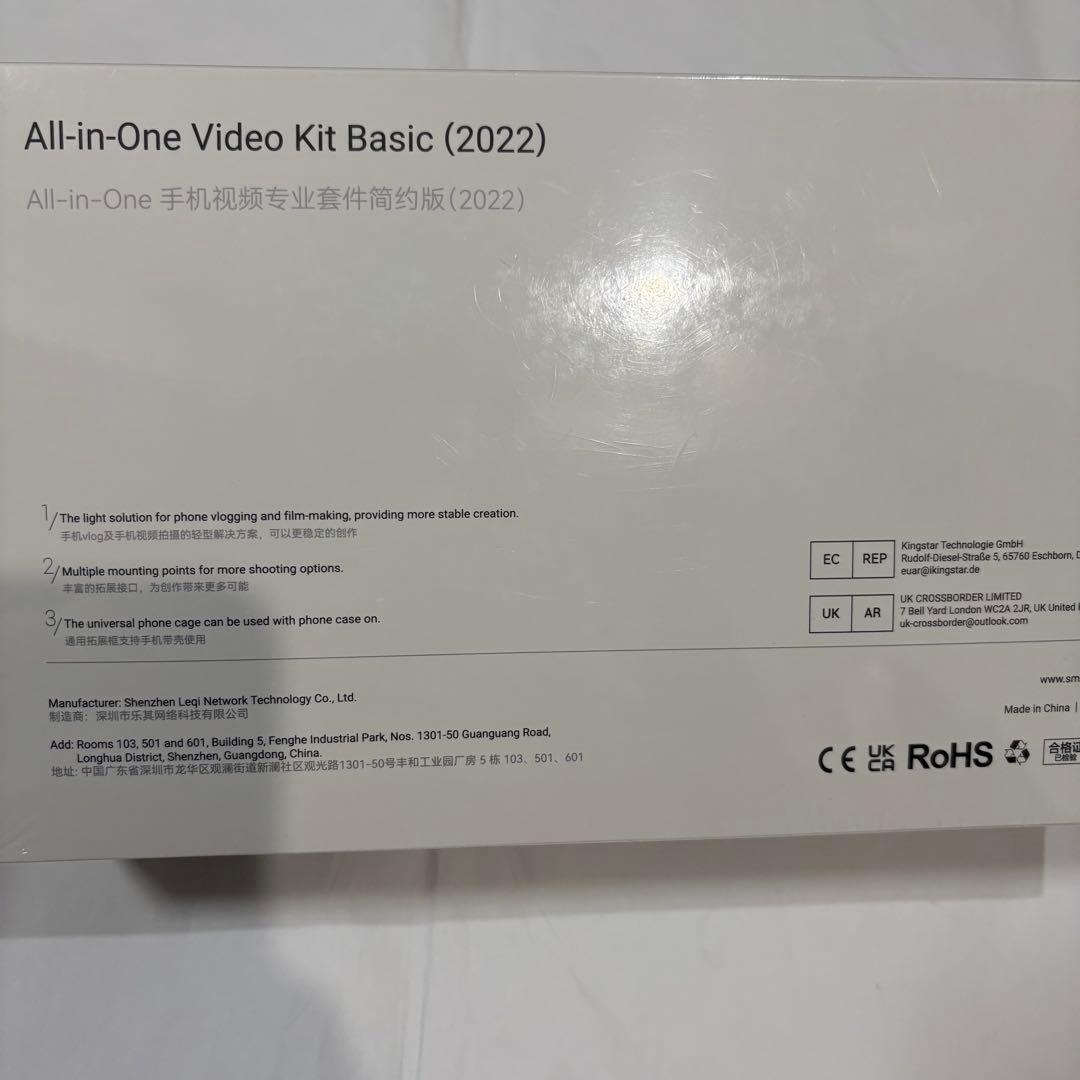 All-in-One Video Kit Basic (2022)
All-in-One 手机视频专业套件简约版(2022)
1/ The light solution for phone vlogging and film-making, providing more stable creation.
手机vlog及手机视频拍摄的轻型解决方案，可以更稳定的创作
2/ Multiple mounting points for more shooting options.
丰富的拓展接口，为创作带来更多可能
3/ The universal phone cage can be used with phone case on.
通用拓展框支持手机带壳使用
EC REP
Kingstar Technologie GmbH
Rudolf-Diesel-Straße 5, 65760 Eschborn,
euar@ikingstar.de
UK AR
UK CROSSBORDER LIMITED
7 Bell Yard London WC2A 2JR, UK United
uk-crossborder@outlook.com
www.sm
Made in China |
Manufacturer: Shenzhen Leqi Network Technology Co., Ltd.
制造商：深圳市乐其网络科技有限公司
Add: Rooms 103, 501 and 601, Building 5, Fenghe Industrial Park, Nos. 1301-50 Guanguang Road,
Longhua District, Shenzhen, Guangdong, China.
地址: 中国广东省深圳市龙华区观澜街道新澜社区观光路1301-50号丰和工业园厂房 5 栋 103、501、601
CE UKCA RoHS
合格证
已检验